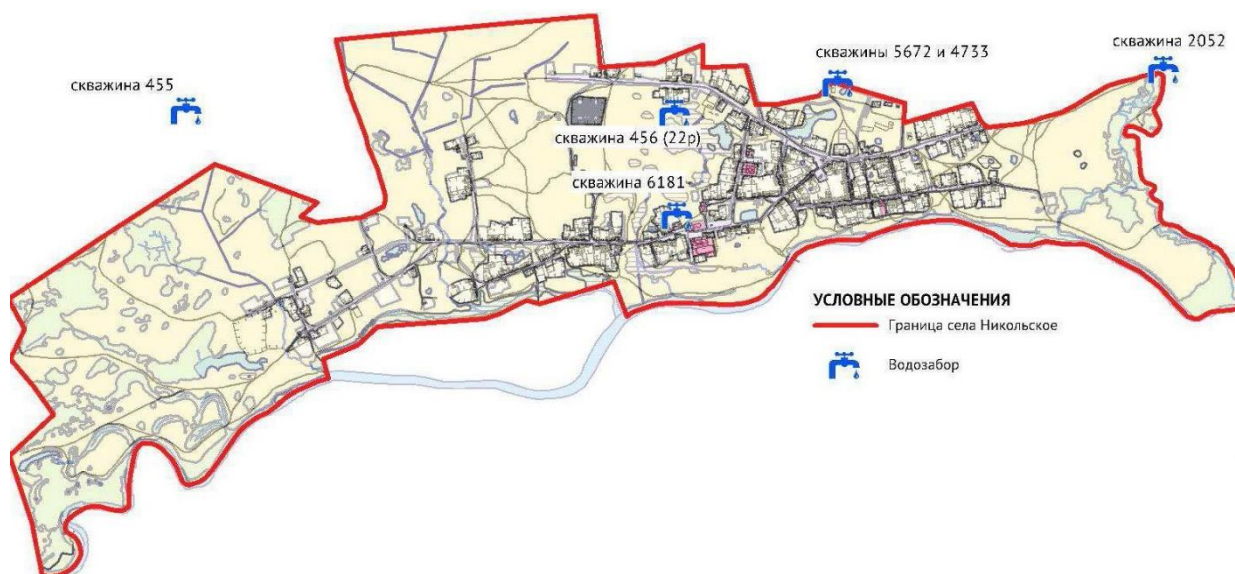 скважина 2052
скважины 5672 и 4733
скважина 455
скважина 456 (22р)
скважина 6181
УСЛОВНЫЕ ОБОЗНАЧЕНИЯ
Граница села Никольское
Водозабор